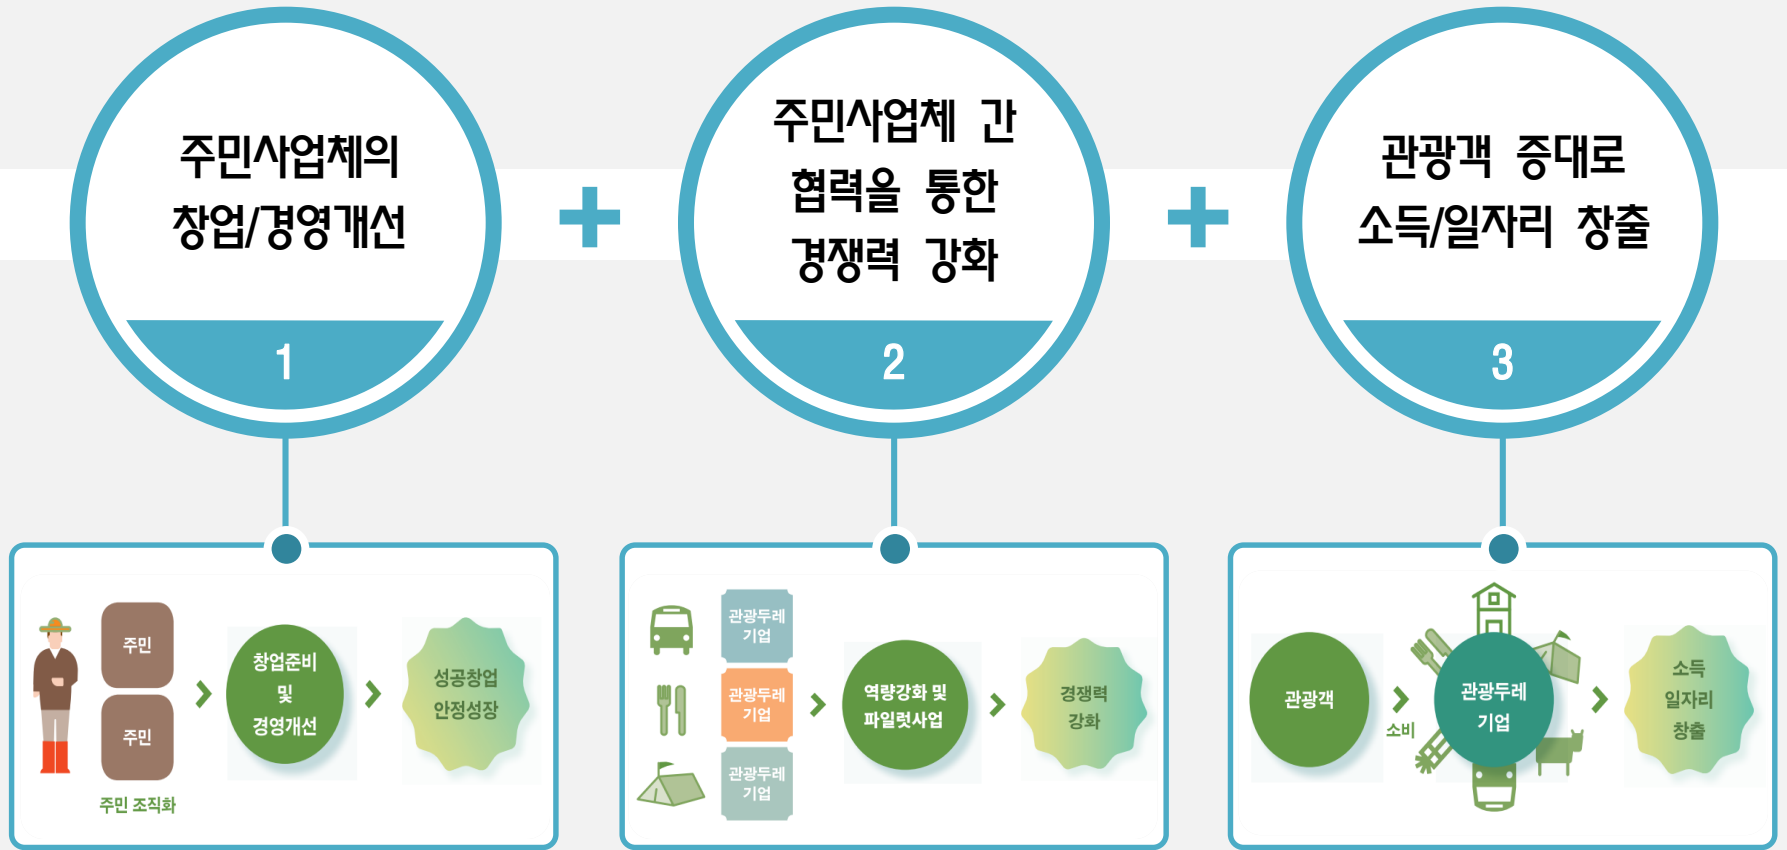 주민사업체의
창업/경영개선
1
+
주민사업체 간
협력을 통한
경쟁력 강화
2
+
관광객 증대로
소득/일자리 창출
3
주민
주민
주민 조직화
창업준비
및
경영개선
성공창업
안정성장
관광두레
기업
관광두레
기업
관광두레
기업
역량강화 및
파일럿사업
경쟁력
강화
관광객
소비
관광두레
기업
소득
일자리
창출